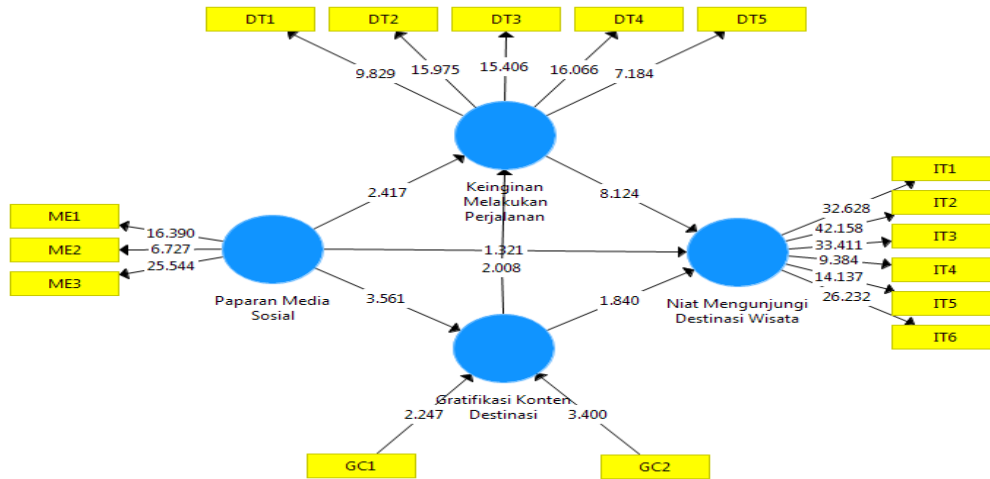 DT1 DT2 DT3 DT4 DT5
9.829 15.975 15.406 16.066 7.184
Keinginan
Melakukan
Perjalanan
2.417
8.124
ME1
ME2
ME3
16.390
6.727
25.544
Paparan Media
Sosial
1.321
2.008
3.561
1.840
Niat Mengunjungi
Destinasi Wisata
32.628
42.158
33.411
9.384
14.137
26.232
IT1
IT2
IT3
IT4
IT5
IT6
Gratifikasi Konten
Destinasi
2.247
3.400
GC1
GC2